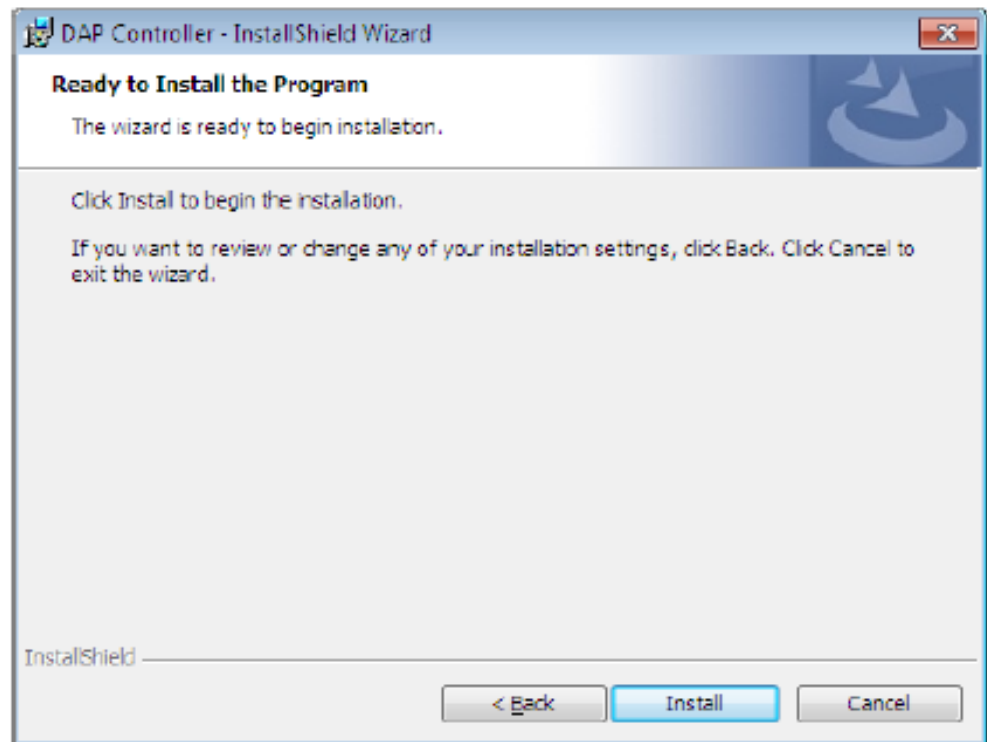 DAP Controller - InstallShield Wizard
Ready to Install the Program
The wizard is ready to begin installation.
Click Install to begin the installation.
If you want to review or change any of your installation settings, click Back. Click Cancel to
exit the wizard.
InstallShield
< Back
Install
Cancel